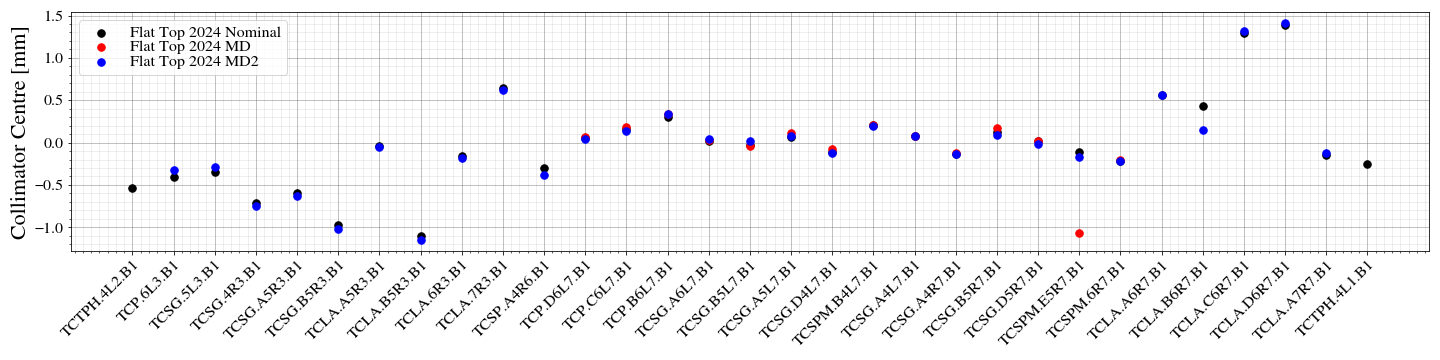 Collimator Centre [mm]
1.5
1.0
0.5
0.0
−0.5
−1.0
Flat Top 2024 Nominal
Flat Top 2024 MD
Flat Top 2024 MD2
TCTPH.4L2.B1
TCP.6L3.B1
TCSG.5L3.B1
TCSG.4R3.B1
TCSG.A5R3.B1
TCSG.B5R3.B1
TCLA.A5R3.B1
TCLA.B5R3.B1
TCLA.6R3.B1
TCLA.7R3.B1
TCSP.A4R6.B1
TCP.D6L7.B1
TCP.C6L7.B1
TCP.B6L7.B1
TCSG.A6L7.B1
TCSG.B5L7.B1
TCSG.A5L7.B1
TCSG.D4L7.B1
TCSPM.B4L7.B1
TCSG.A4L7.B1
TCSG.A4R7.B1
TCSG.B5R7.B1
TCSG.D5R7.B1
TCSPM.E5R7.B1
TCSPM.6R7.B1
TCLA.A6R7.B1
TCLA.B6R7.B1
TCLA.C6R7.B1
TCLA.D6R7.B1
TCLA.A7R7.B1
TCTPH.4L1.B1